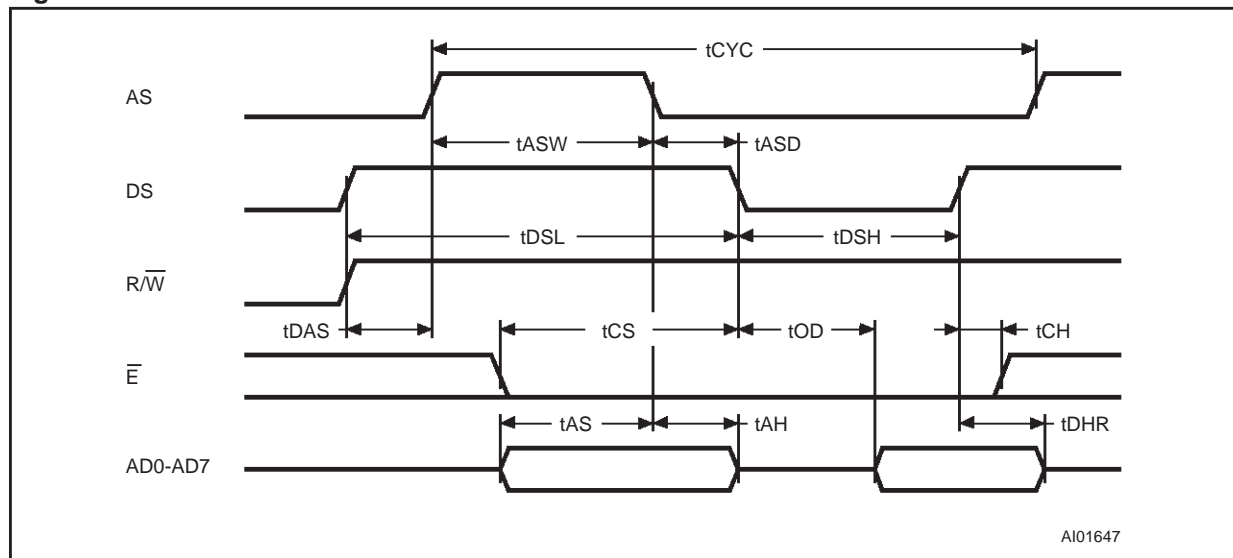 tCYC
AS
tASW
tASD
DS
tDSL
tDSH
R/W̅
tDAS
tCS
tOD
tCH
E̅
tAS
tAH
tDHR
AD0-AD7
AI01647